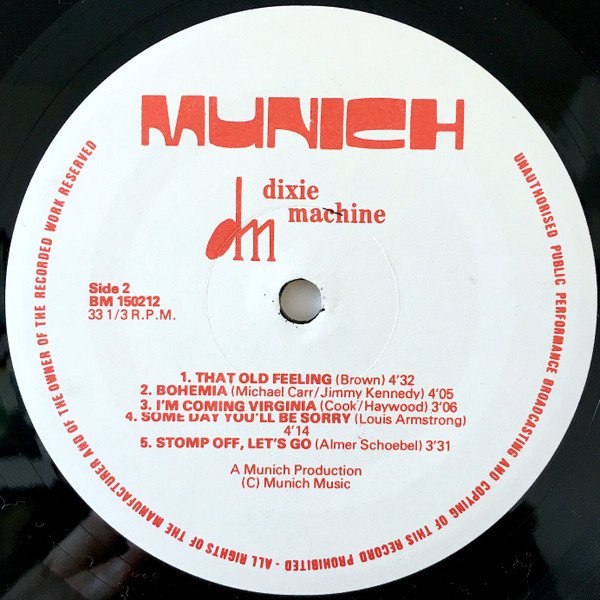 MUNICH
dm
dixie
machine
Side 2
BM 150212
33 1/3 R.P.M.
1. THAT OLD FEELING (Brown) 4'32
2. BOHEMIA (Michael Carr/Jimmy Kennedy) 4'05
3. I'M COMING VIRGINIA (Cook/Haywood) 3'06
4. SOME DAY YOU'LL BE SORRY (Louis Armstrong)
4'14
5. STOMP OFF, LET'S GO (Almer Schoebel) 3'31
A Munich Production
(C) Munich Music
UNAUTHORISED PUBLIC PERFORMANCE BROADCASTING AND COPYING OF THIS RECORD PROHIBITED - ALL RIGHTS OF THE MANUFACTURER AND OF THE OWNER OF THE RECORDED WORK RESERVED